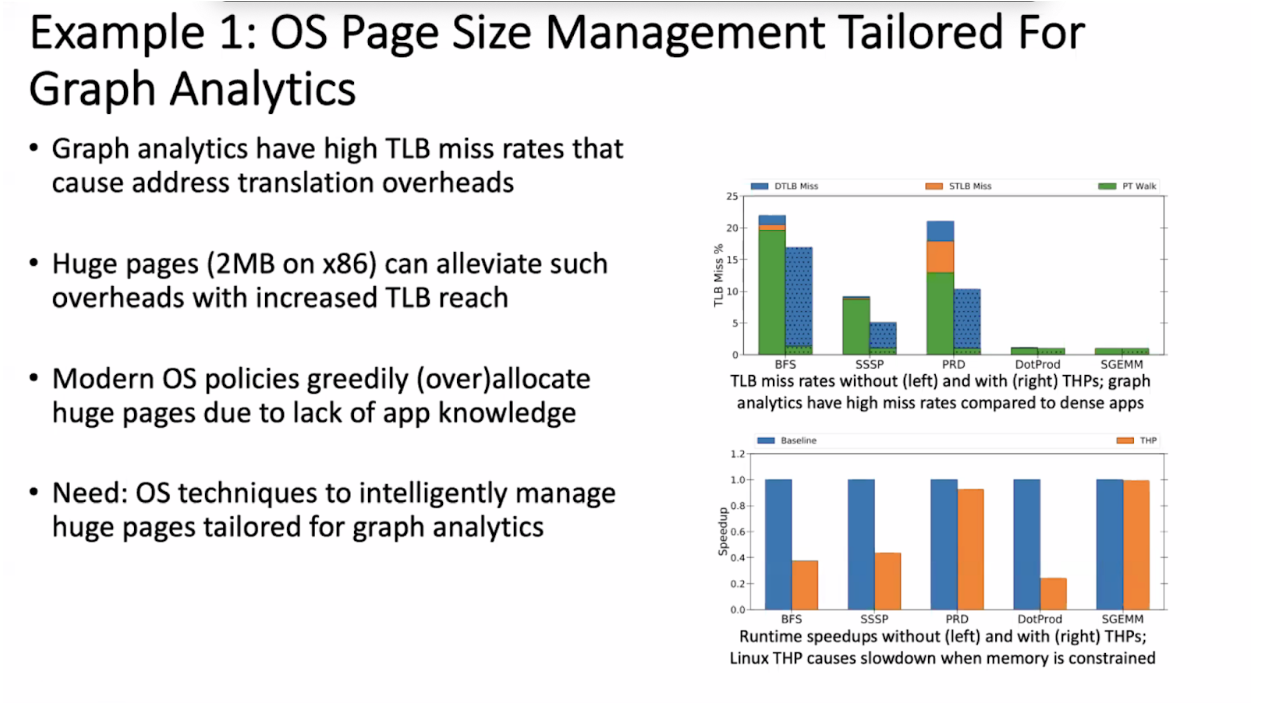 Example 1: OS Page Size Management Tailored For
Graph Analytics
• Graph analytics have high TLB miss rates that
cause address translation overheads
• Huge pages (2MB on x86) can alleviate such
overheads with increased TLB reach
• Modern OS policies greedily (over)allocate
huge pages due to lack of app knowledge
• Need: OS techniques to intelligently manage
huge pages tailored for graph analytics
DTLB Miss STLB Miss PT Walk
TLB Miss %
25
20
15
10
5
0
BFS SSSP PRD DotProd SGEMM
TLB miss rates without (left) and with (right) THPs; graph
analytics have high miss rates compared to dense apps
Baseline THP
Speedup
1.2
1.0
0.8
0.6
0.4
0.2
0.0
BFS SSSP PRD DotProd SGEMM
Runtime speedups without (left) and with (right) THPs;
Linux THP causes slowdown when memory is constrained